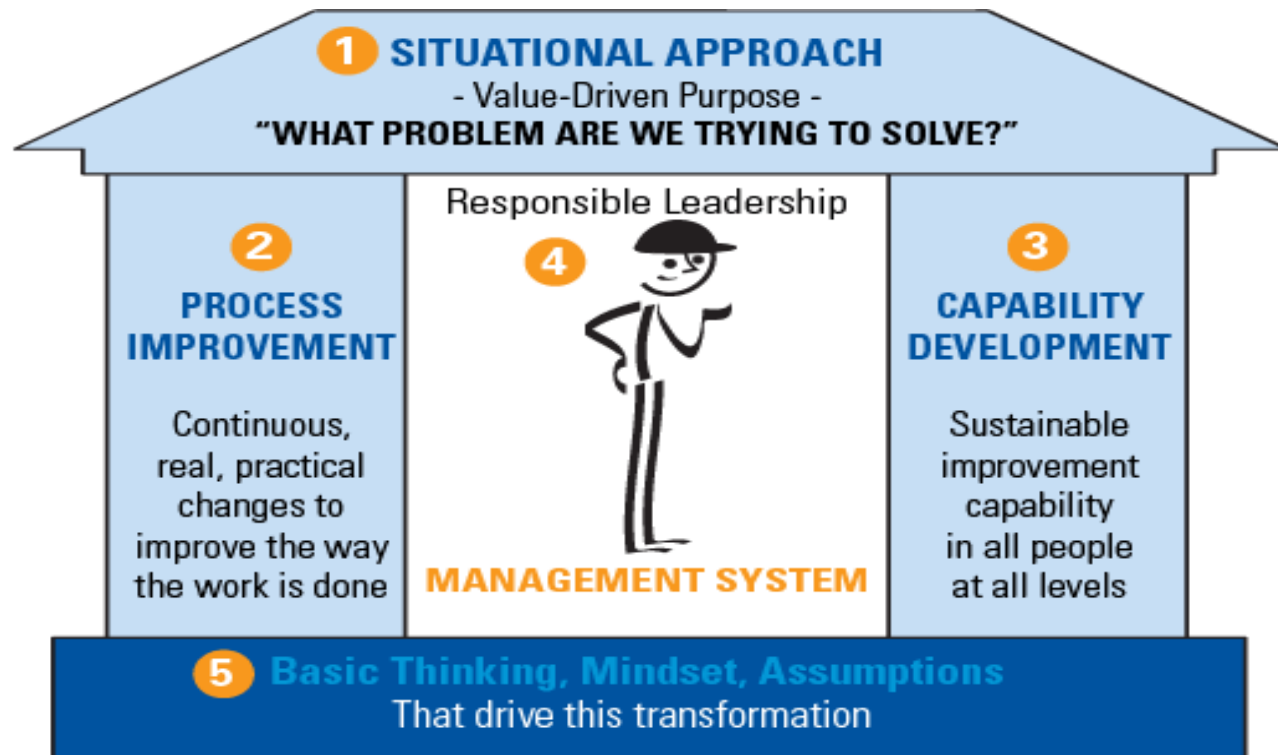 1 SITUATIONAL APPROACH
- Value-Driven Purpose -
“WHAT PROBLEM ARE WE TRYING TO SOLVE?”
2
PROCESS
IMPROVEMENT
Continuous,
real, practical
changes to
improve the way
the work is done
Responsible Leadership
4
MANAGEMENT SYSTEM
3
CAPABILITY
DEVELOPMENT
Sustainable
improvement
capability
in all people
at all levels
5 Basic Thinking, Mindset, Assumptions
That drive this transformation